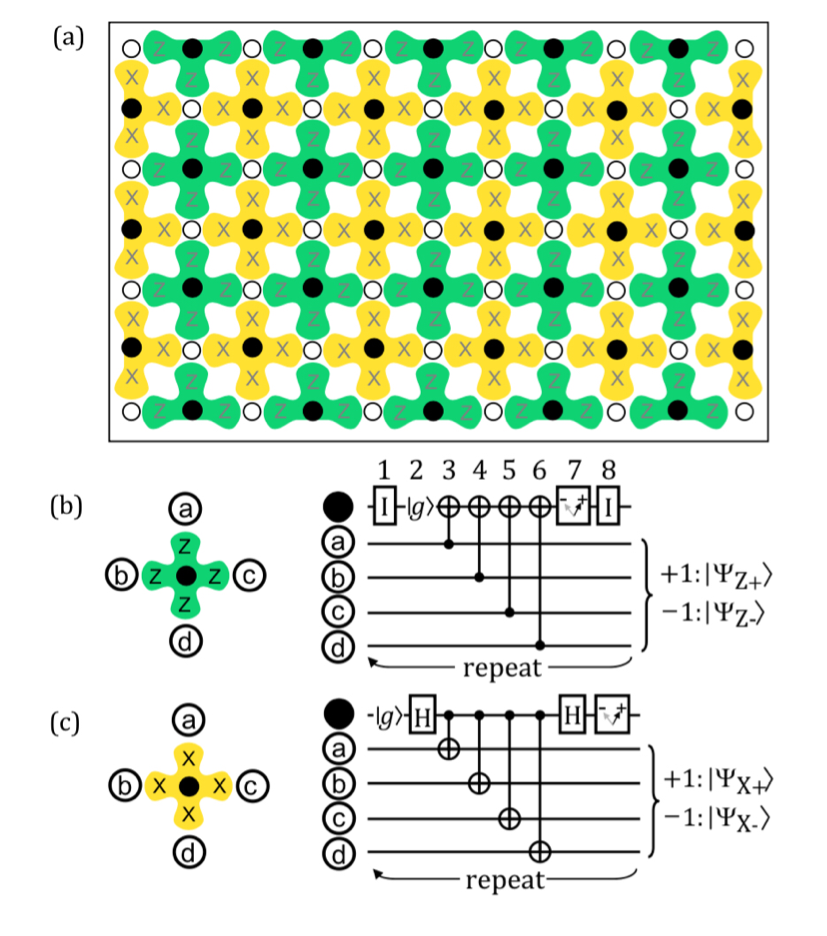 (a)
Z Z Z Z Z Z Z Z Z Z
X Z X Z X Z X Z X Z X
X X X X X X X X X X
X Z X Z X Z X Z X Z X
Z Z Z Z Z Z Z Z Z Z
X Z X Z X Z X Z X Z X
X X X X X X X X X X
X Z X Z X Z X Z X Z X
Z Z Z Z Z Z Z Z Z Z
X Z X Z X Z X Z X Z X
X X X X X X X X X X
X Z X Z X Z X Z X Z X
Z Z Z Z Z Z Z Z Z Z
(b)
a
Z
b Z Z c
Z
d
1 2 3 4 5 6 7 8
I |g⟩ - + I
a
b
c
d
+1:|Ψ_Z+⟩
−1:|Ψ_Z-⟩
repeat
(c)
a
X
b X X c
X
d
|g⟩ H H - +
a
b
c
d
+1:|Ψ_X+⟩
−1:|Ψ_X-⟩
repeat